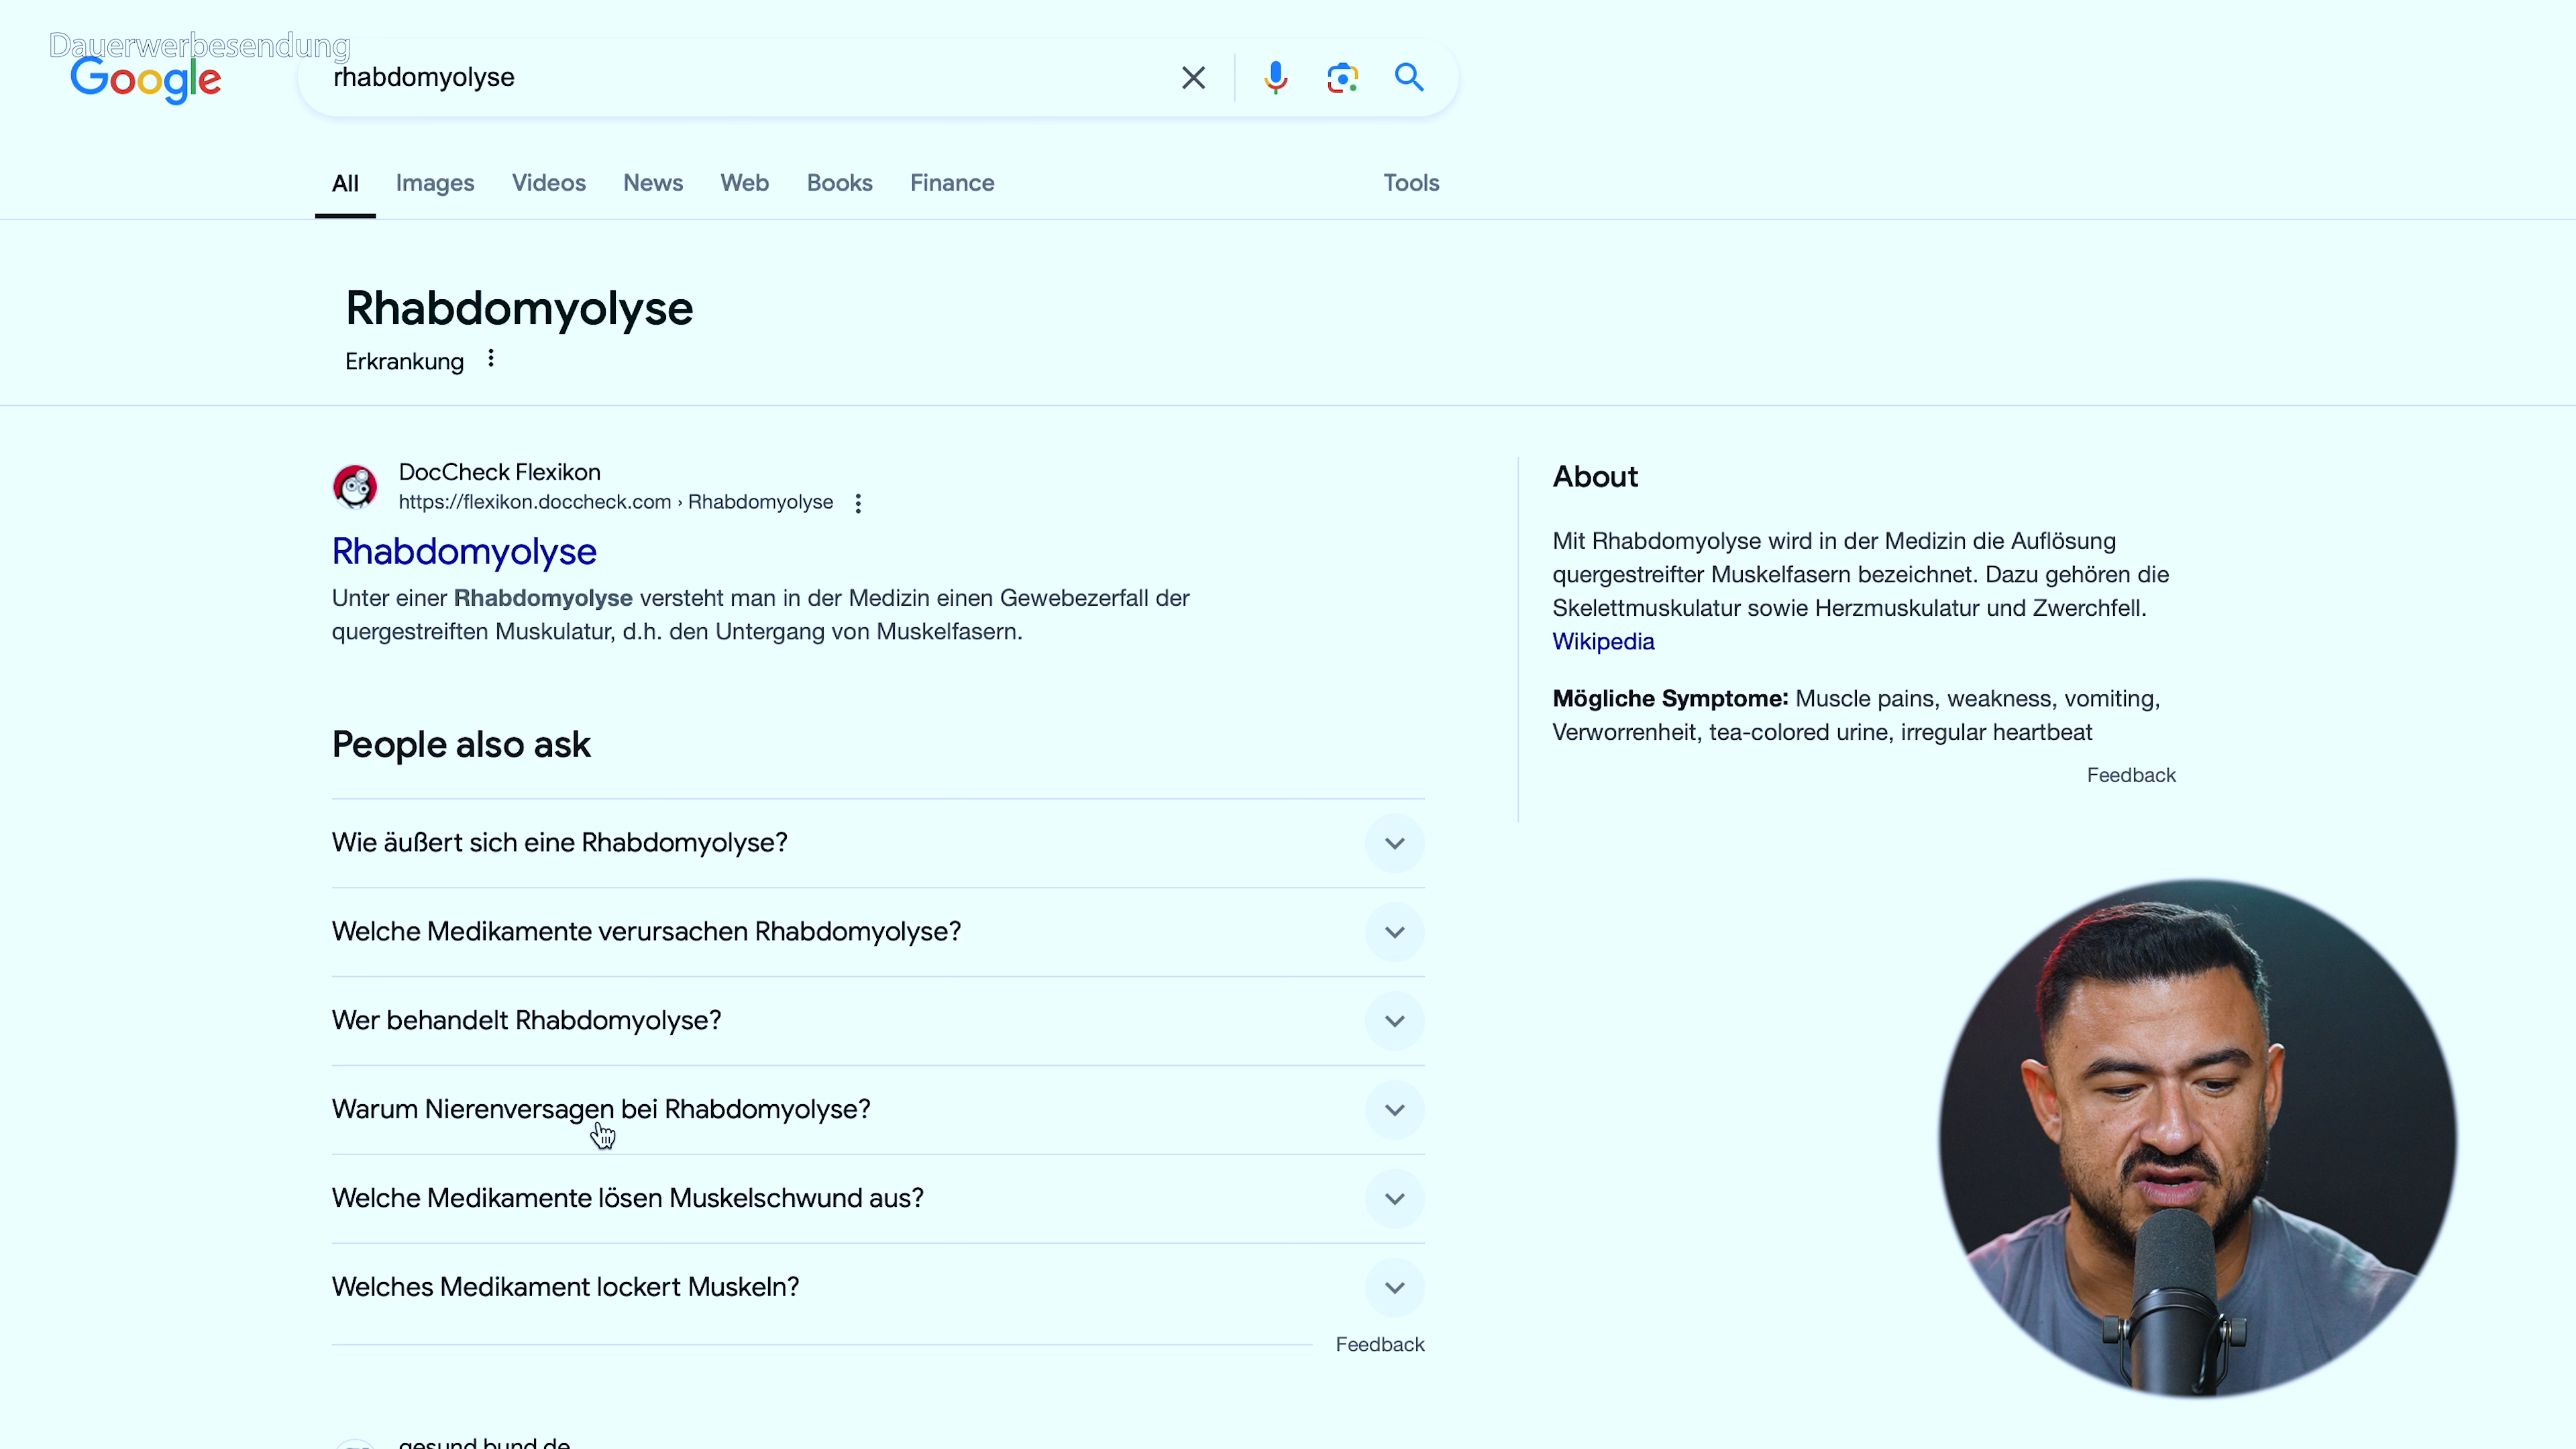 Dauerwerbesendung
Google
rhabdomyolyse
All Images Videos News Web Books Finance Tools
Rhabdomyolyse
Erkrankung
DocCheck Flexikon
https://flexikon.doccheck.com › Rhabdomyolyse
Rhabdomyolyse
Unter einer Rhabdomyolyse versteht man in der Medizin einen Gewebezerfall der
quergestreiften Muskulatur, d.h. den Untergang von Muskelfasern.
People also ask
Wie äußert sich eine Rhabdomyolyse?
Welche Medikamente verursachen Rhabdomyolyse?
Wer behandelt Rhabdomyolyse?
Warum Nierenversagen bei Rhabdomyolyse?
Welche Medikamente lösen Muskelschwund aus?
Welches Medikament lockert Muskeln?
Feedback
gesund.bund.de
About
Mit Rhabdomyolyse wird in der Medizin die Auflösung
quergestreifter Muskelfasern bezeichnet. Dazu gehören die
Skelettmuskulatur sowie Herzmuskulatur und Zwerchfell.
Wikipedia
Mögliche Symptome: Muscle pains, weakness, vomiting,
Verworrenheit, tea-colored urine, irregular heartbeat
Feedback